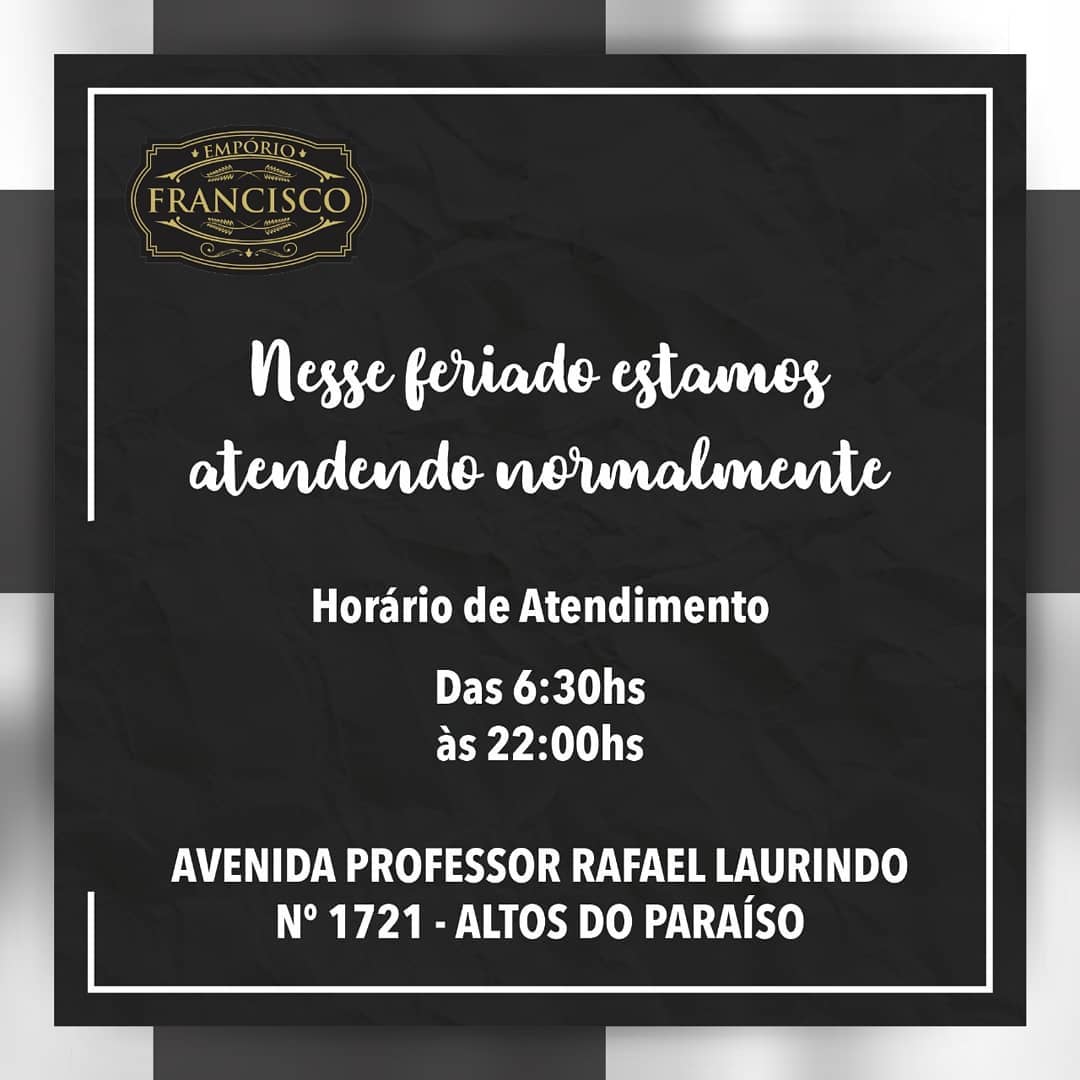 EMPÓRIO
FRANCISCO
Nesse feriado estamos
atendendo normalmente
Horário de Atendimento
Das 6:30hs
às 22:00hs
AVENIDA PROFESSOR RAFAEL LAURINDO
Nº 1721 - ALTOS DO PARAÍSO